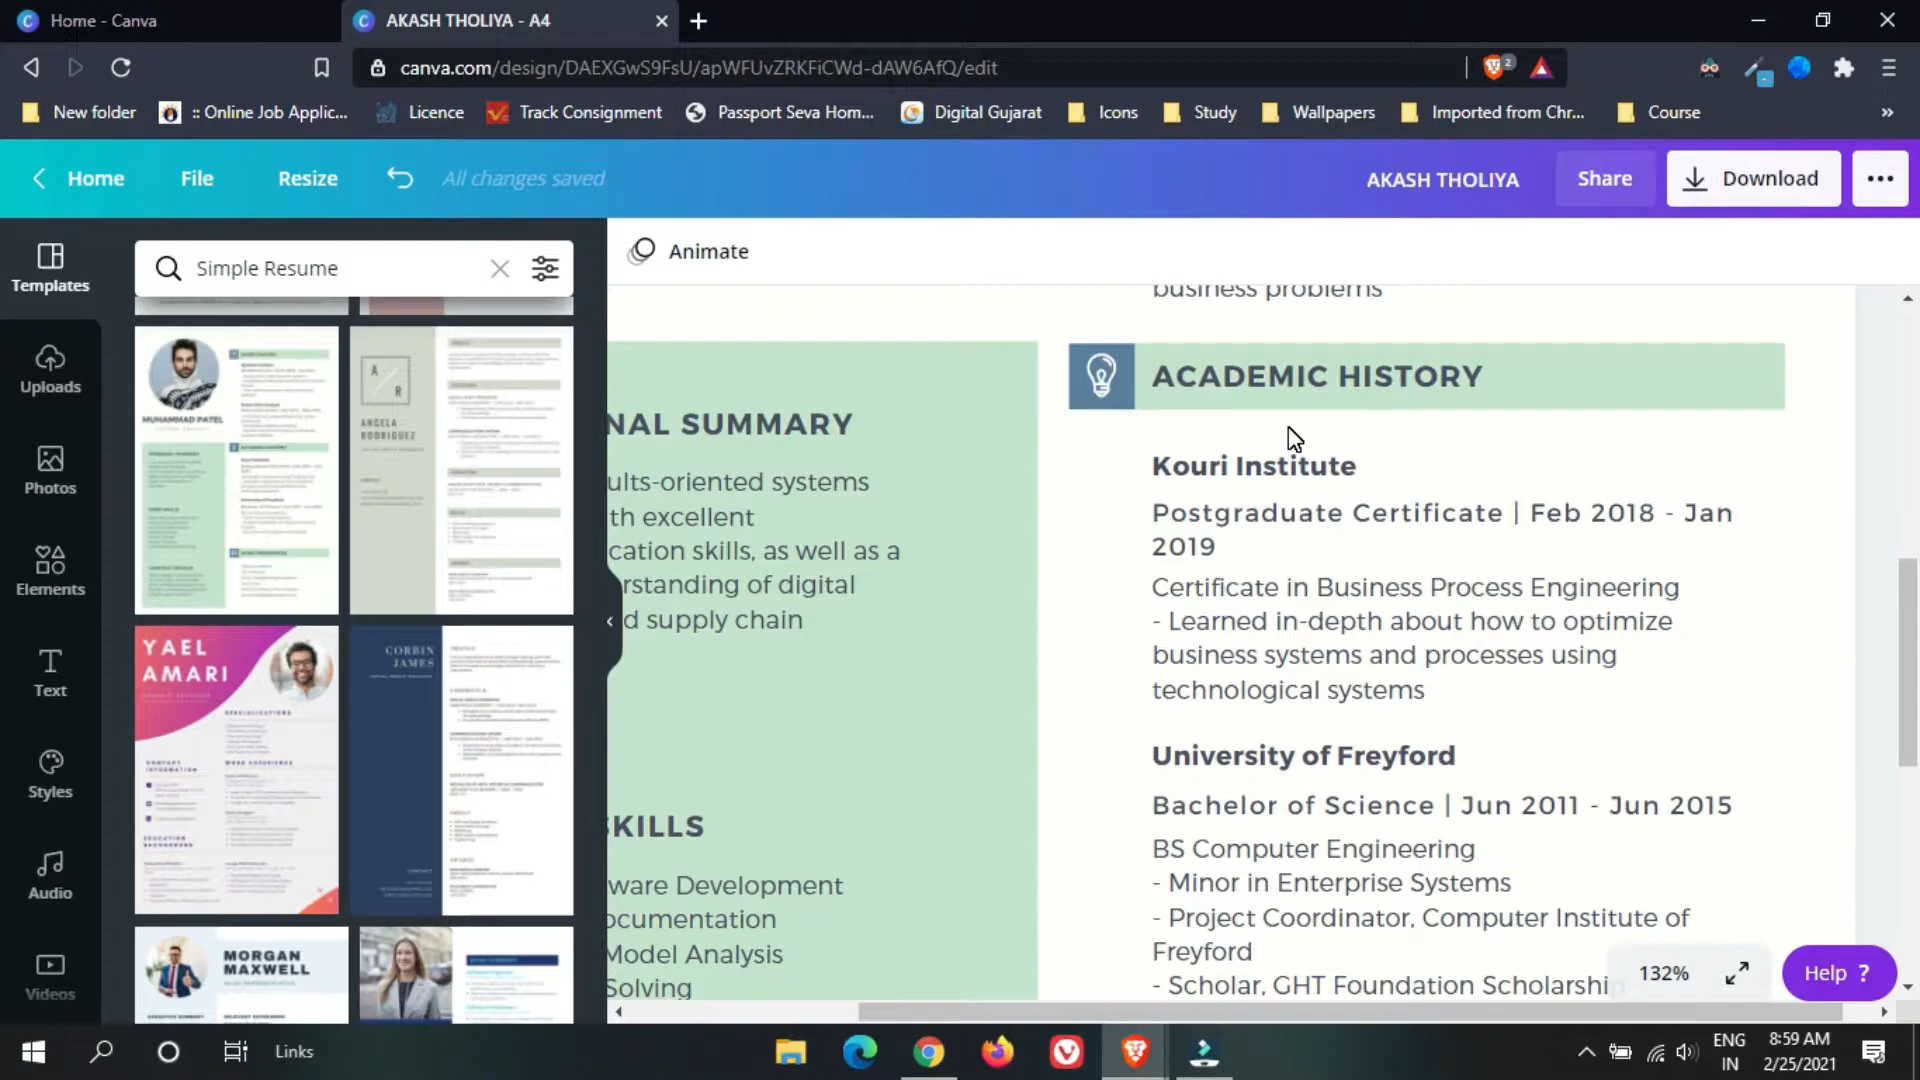 Home - Canva
AKASH THOLIYA - A4
canva.com/design/DAEXGwS9FsU/apWFUvZRKFiCWd-dAW6AfQ/edit
2
New folder
:: Online Job Applic...
Licence
Track Consignment
Passport Seva Hom...
Digital Gujarat
Icons
Study
Wallpapers
Imported from Chr...
Course
Home
File
Resize
All changes saved
AKASH THOLIYA
Share
Download
Templates
Uploads
Photos
Elements
Text
Styles
Audio
Videos
Simple Resume
MUHAMMAD PATEL
A
R
ANGELA
RODRIGUEZ
YAEL
AMARI
CORBIN
JAMES
MORGAN
MAXWELL
Animate
NAL SUMMARY
ults-oriented systems
th excellent
cation skills, as well as a
rstanding of digital
d supply chain
SKILLS
ware Development
ocumentation
Model Analysis
Solving
business problems
ACADEMIC HISTORY
Kouri Institute
Postgraduate Certificate | Feb 2018 - Jan
2019
Certificate in Business Process Engineering
- Learned in-depth about how to optimize
business systems and processes using
technological systems
University of Freyford
Bachelor of Science | Jun 2011 - Jun 2015
BS Computer Engineering
- Minor in Enterprise Systems
- Project Coordinator, Computer Institute of
Freyford
- Scholar, GHT Foundation Scholarshi
132%
Help ?
Links
ENG
IN
8:59 AM
2/25/2021